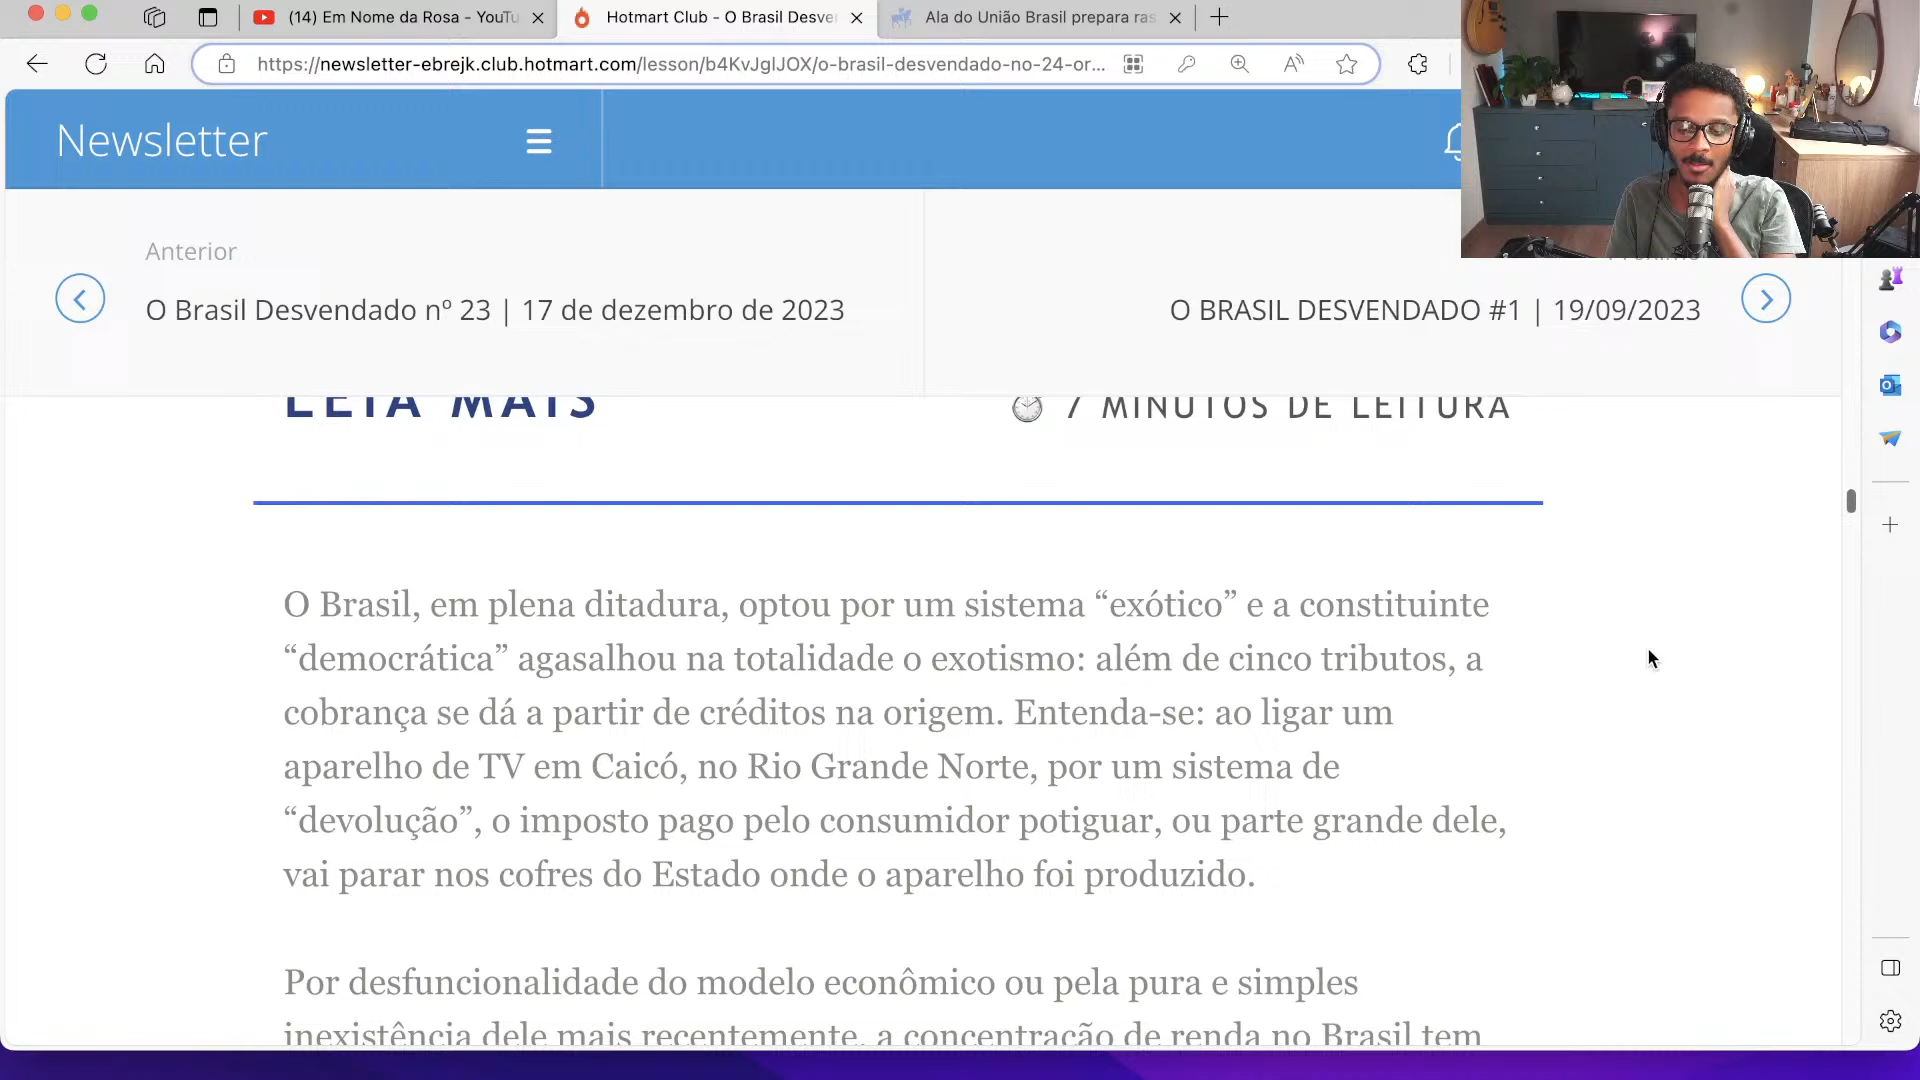 (14) Em Nome da Rosa - YouTu
Hotmart Club - O Brasil Desve
Ala do União Brasil prepara ras
https://newsletter-ebrejk.club.hotmart.com/lesson/b4KvJglJOX/o-brasil-desvendado-no-24-or...
Newsletter
Anterior
O Brasil Desvendado nº 23 | 17 de dezembro de 2023
O BRASIL DESVENDADO #1 | 19/09/2023
LEIA MAIS
7 MINUTOS DE LEITURA
O Brasil, em plena ditadura, optou por um sistema “exótico” e a constituinte
“democrática” agasalhou na totalidade o exotismo: além de cinco tributos, a
cobrança se dá a partir de créditos na origem. Entenda-se: ao ligar um
aparelho de TV em Caicó, no Rio Grande Norte, por um sistema de
“devolução”, o imposto pago pelo consumidor potiguar, ou parte grande dele,
vai parar nos cofres do Estado onde o aparelho foi produzido.
Por desfuncionalidade do modelo econômico ou pela pura e simples
inexistência dele mais recentemente, a concentração de renda no Brasil tem